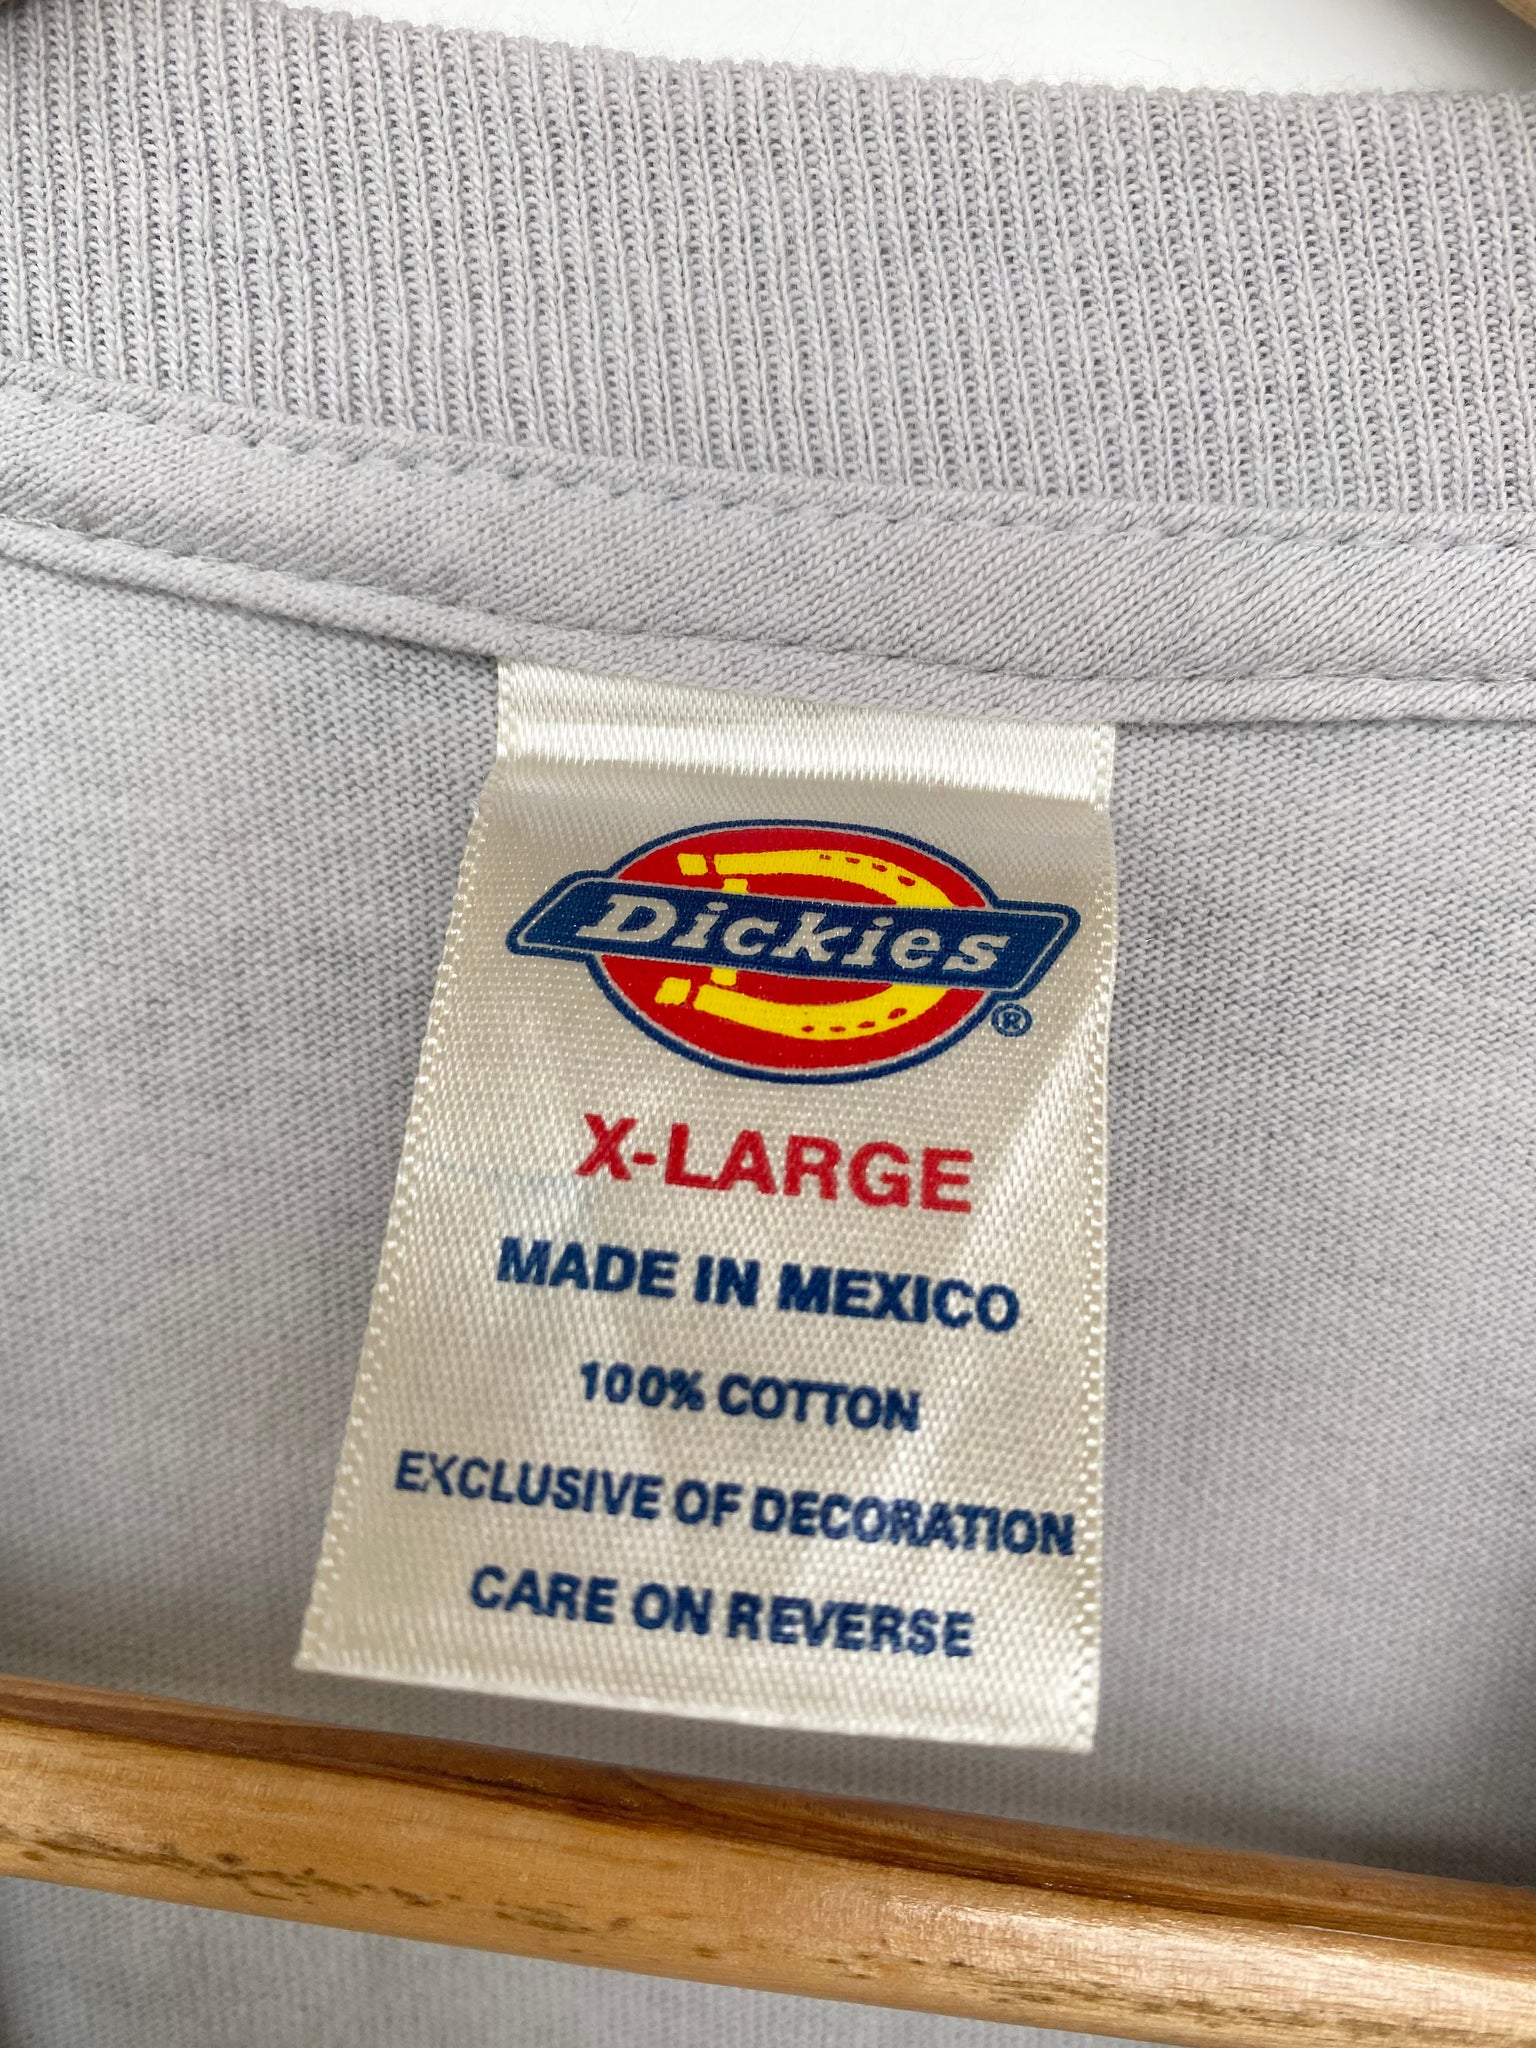 Dickies®
X-LARGE
MADE IN MEXICO
100% COTTON
EXCLUSIVE OF DECORATION
CARE ON REVERSE